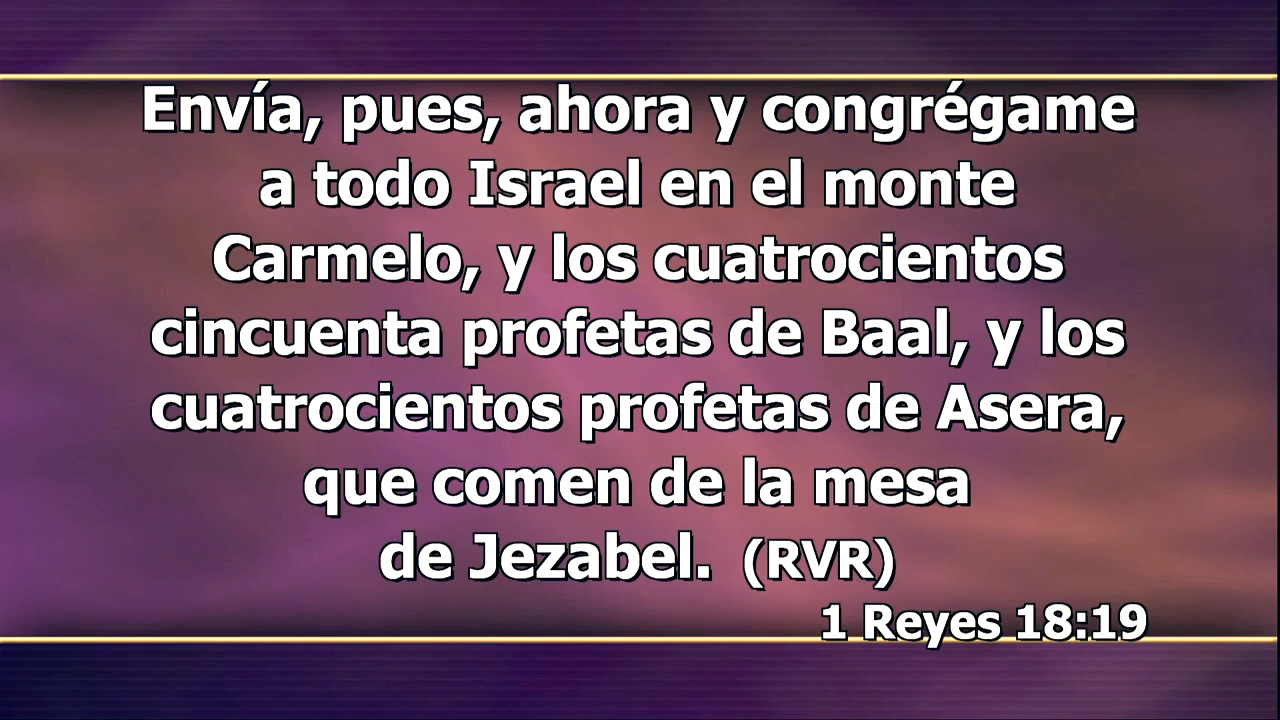 Envía, pues, ahora y congrégame
a todo Israel en el monte
Carmelo, y los cuatrocientos
cincuenta profetas de Baal, y los
cuatrocientos profetas de Asera,
que comen de la mesa
de Jezabel. (RVR)
1 Reyes 18:19